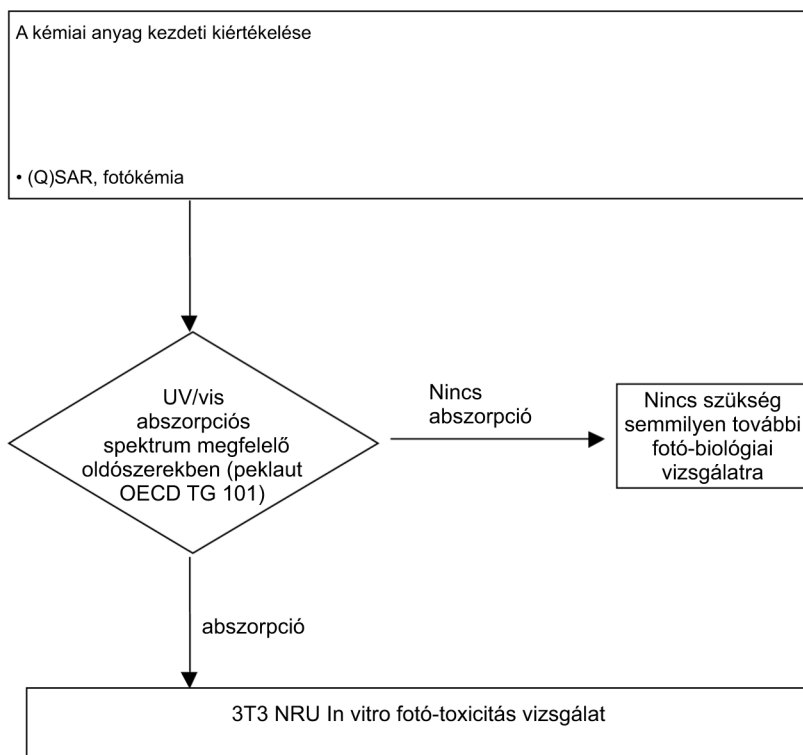 A kémiai anyag kezdeti kiértékelése
• (Q)SAR, fotókémia
UV/vis
abszorpciós
spektrum megfelelő
oldószerekben (peklaut
OECD TG 101)
Nincs
abszorpció
Nincs szükség
semmilyen további
fotó-biológiai
vizsgálatra
abszorpció
3T3 NRU In vitro fotó-toxicitás vizsgálat